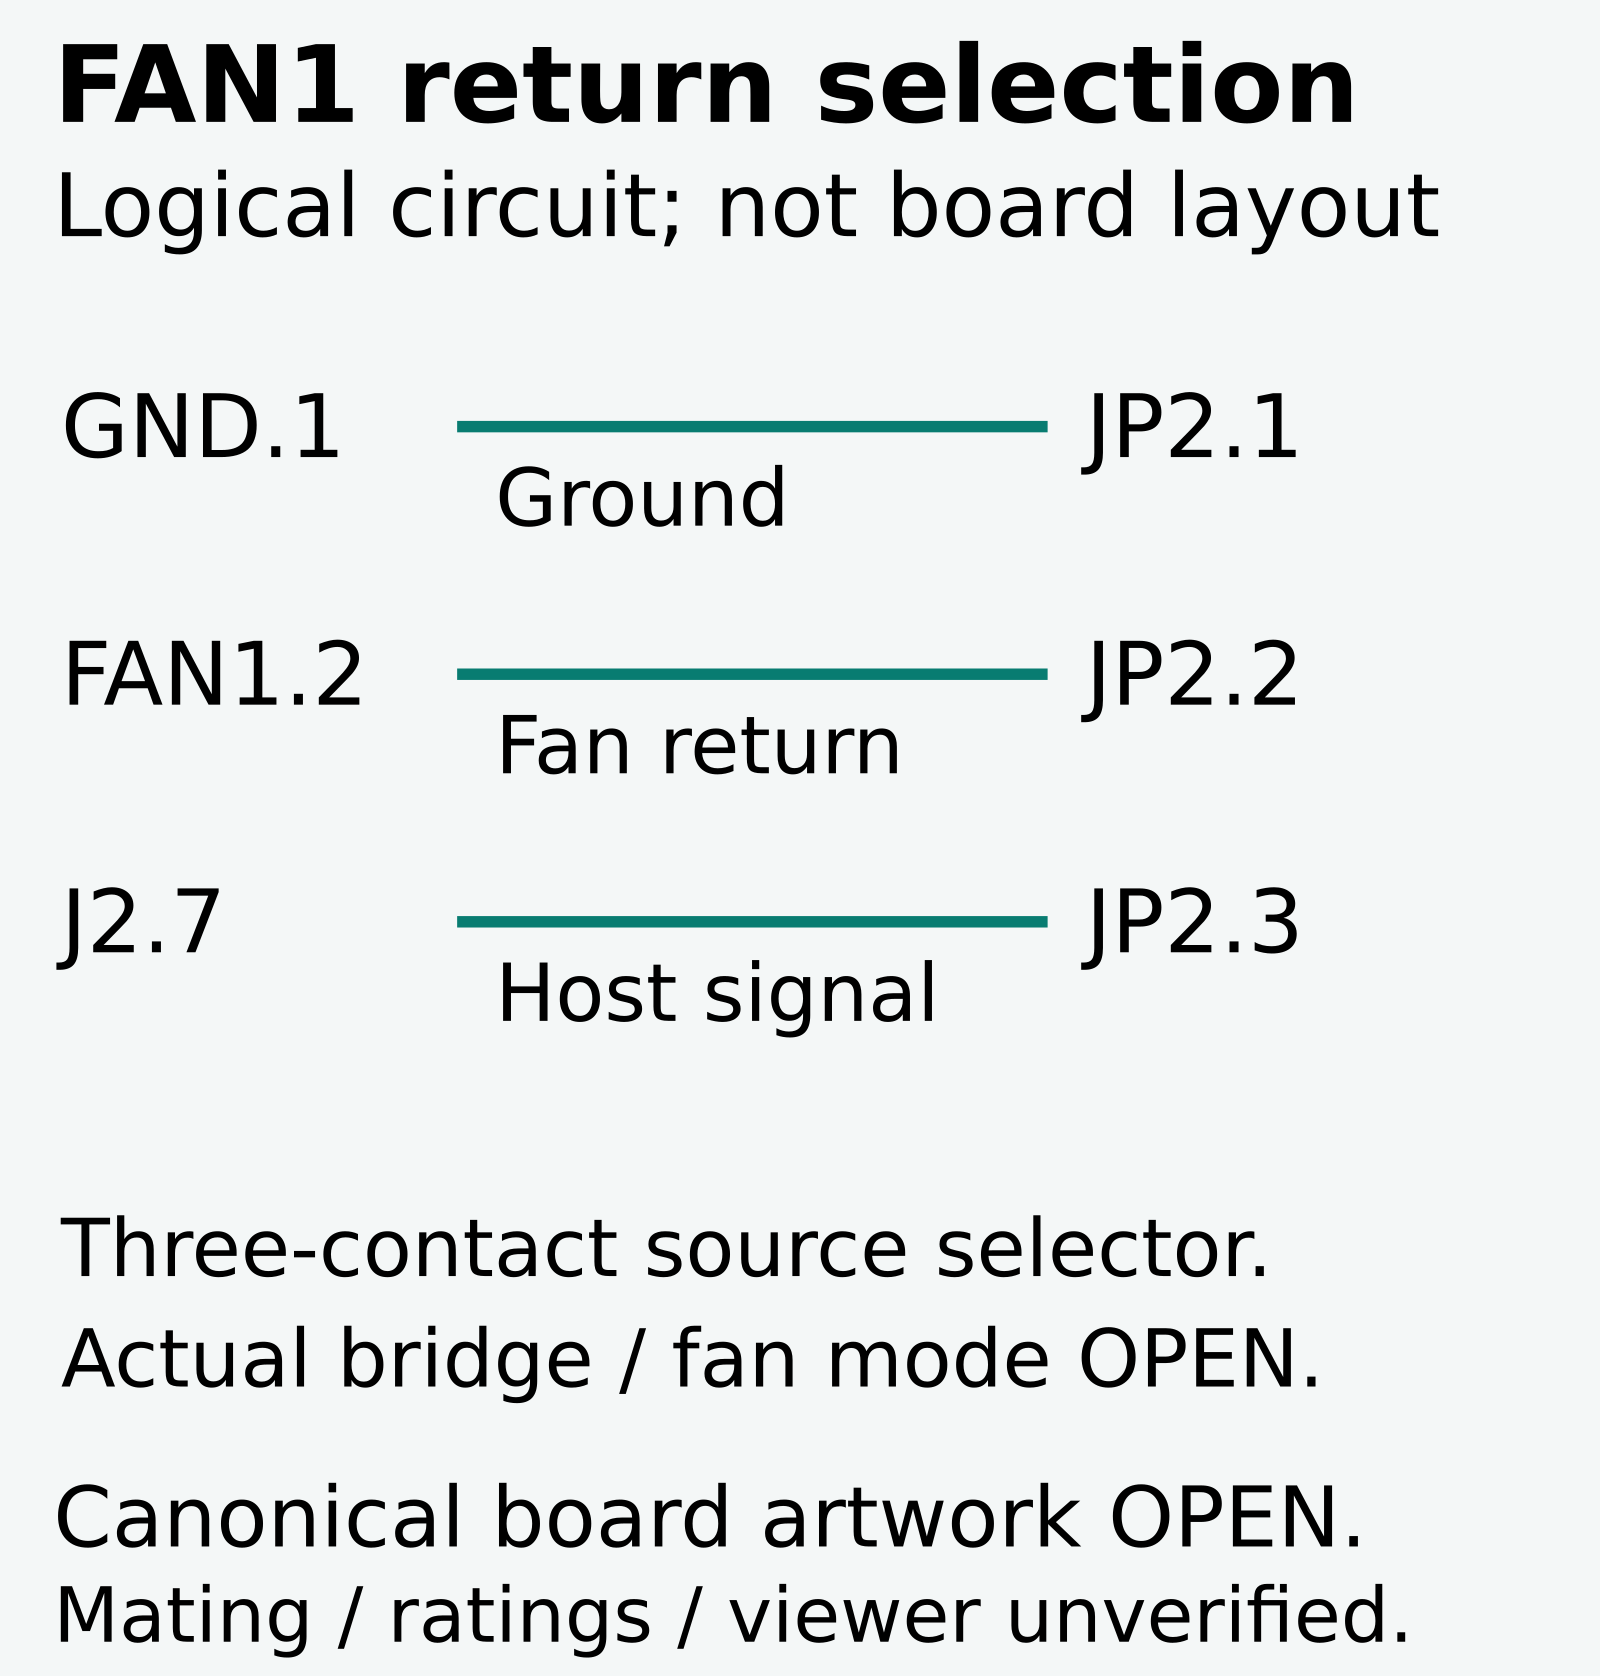 FAN1 return selection
Logical circuit; not board layout
GND.1 JP2.1
Ground
FAN1.2 JP2.2
Fan return
J2.7 JP2.3
Host signal
Three-contact source selector.
Actual bridge / fan mode OPEN.
Canonical board artwork OPEN.
Mating / ratings / viewer unverified.